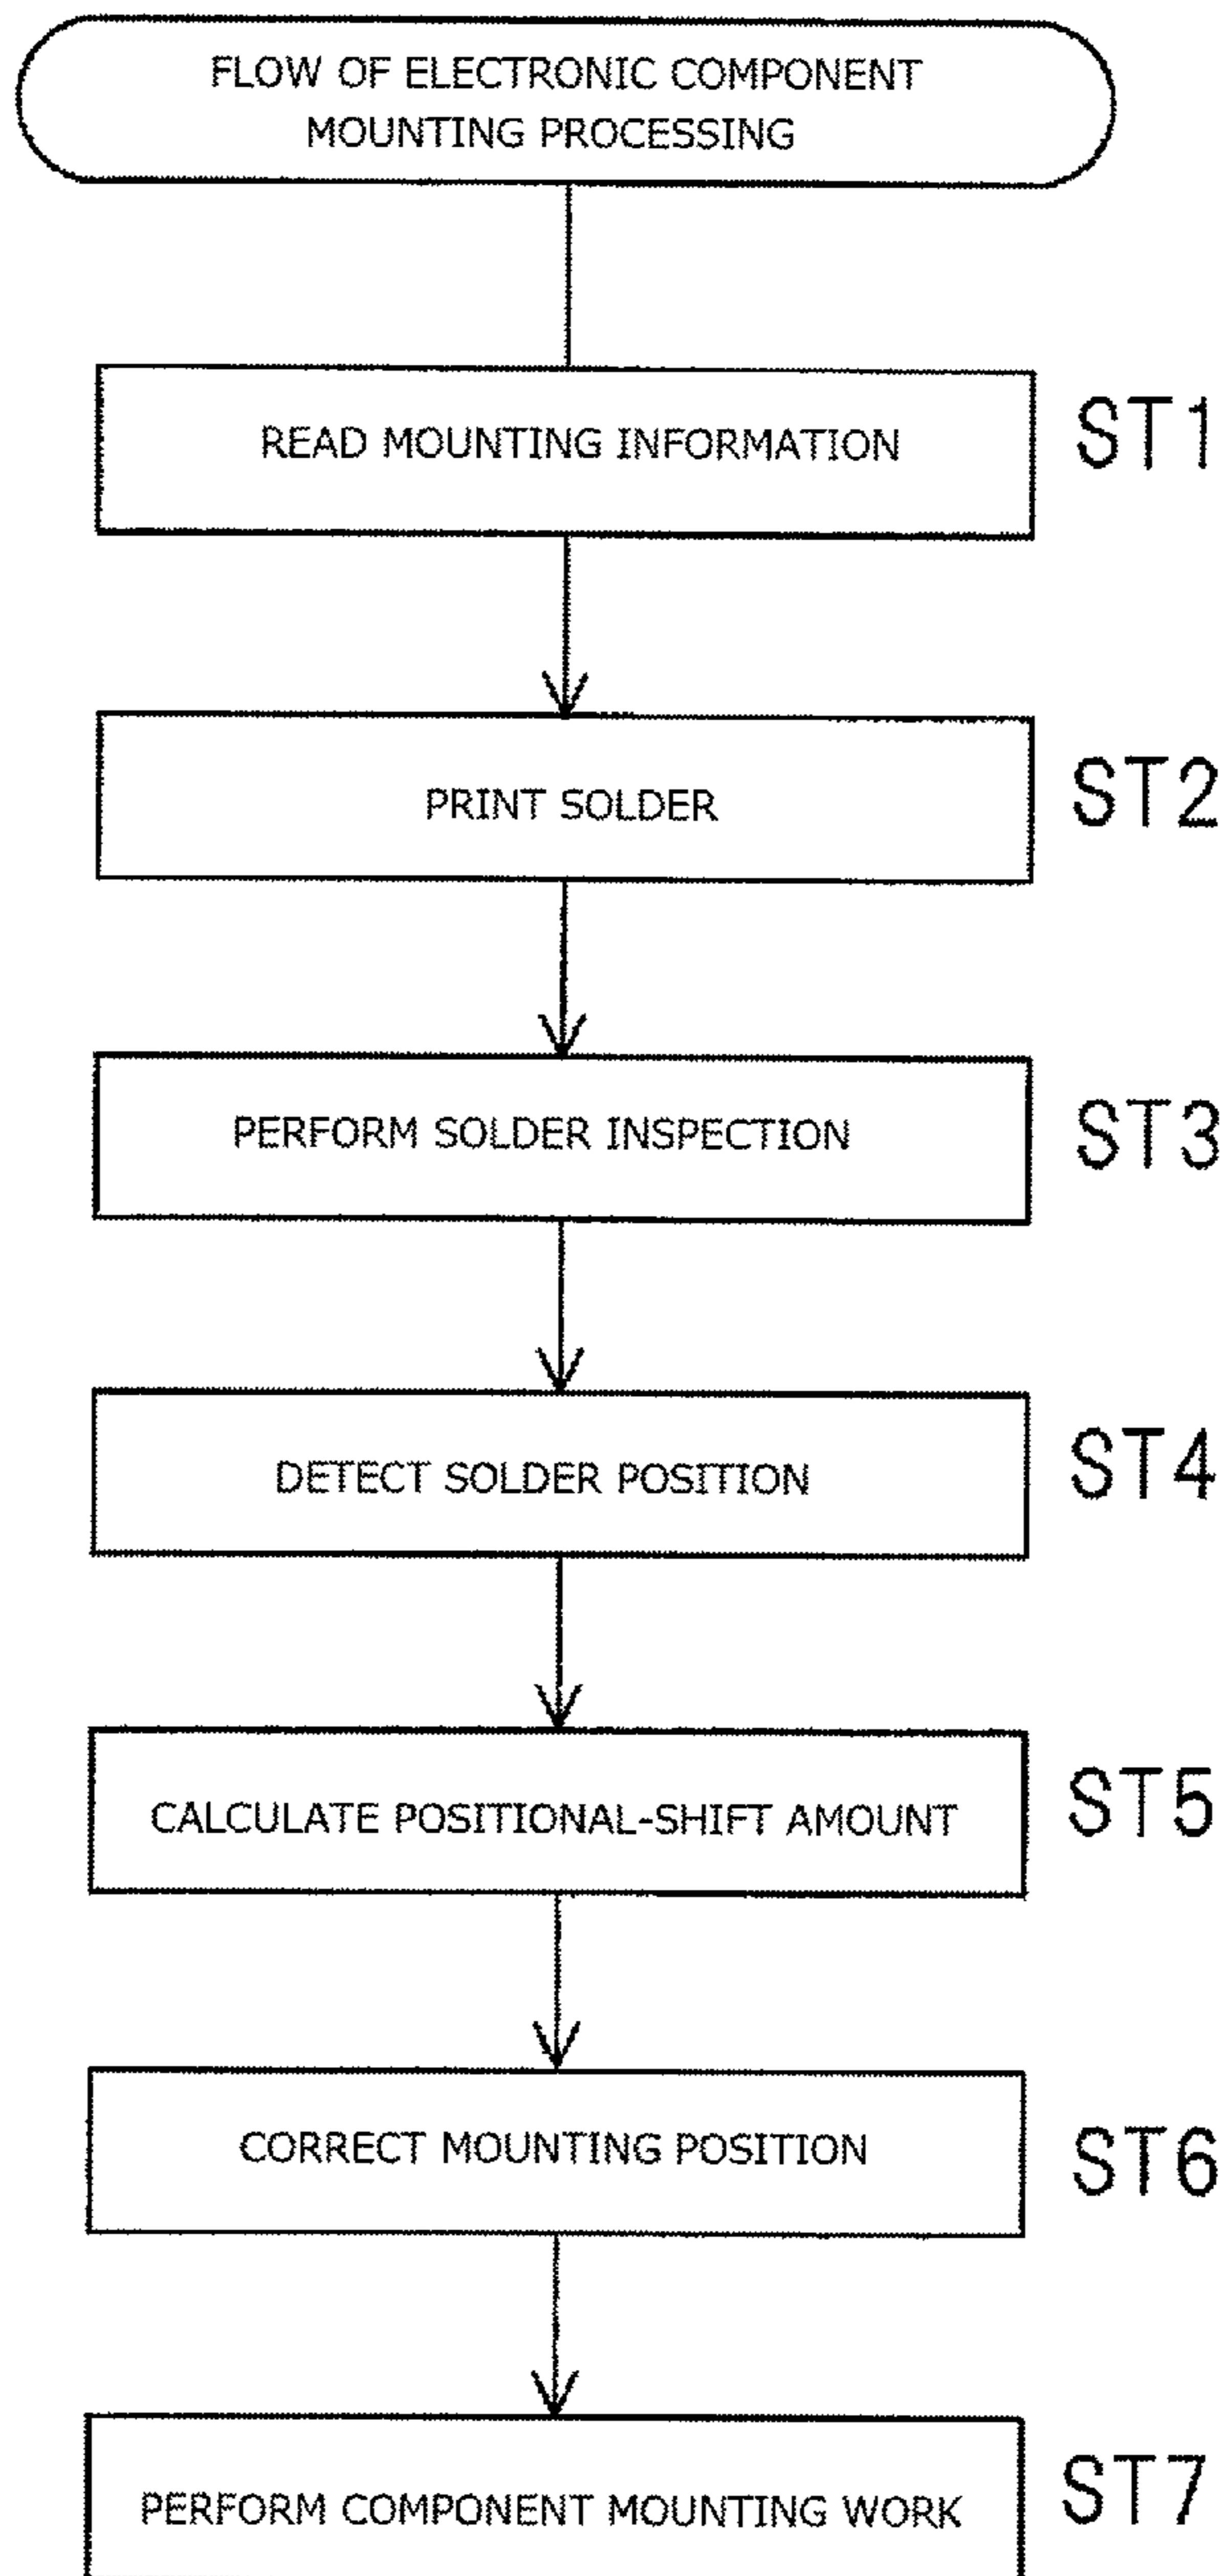 FLOW OF ELECTRONIC COMPONENT
MOUNTING PROCESSING
READ MOUNTING INFORMATION
ST1
PRINT SOLDER
ST2
PERFORM SOLDER INSPECTION
ST3
DETECT SOLDER POSITION
ST4
CALCULATE POSITIONAL-SHIFT AMOUNT
ST5
CORRECT MOUNTING POSITION
ST6
PERFORM COMPONENT MOUNTING WORK
ST7